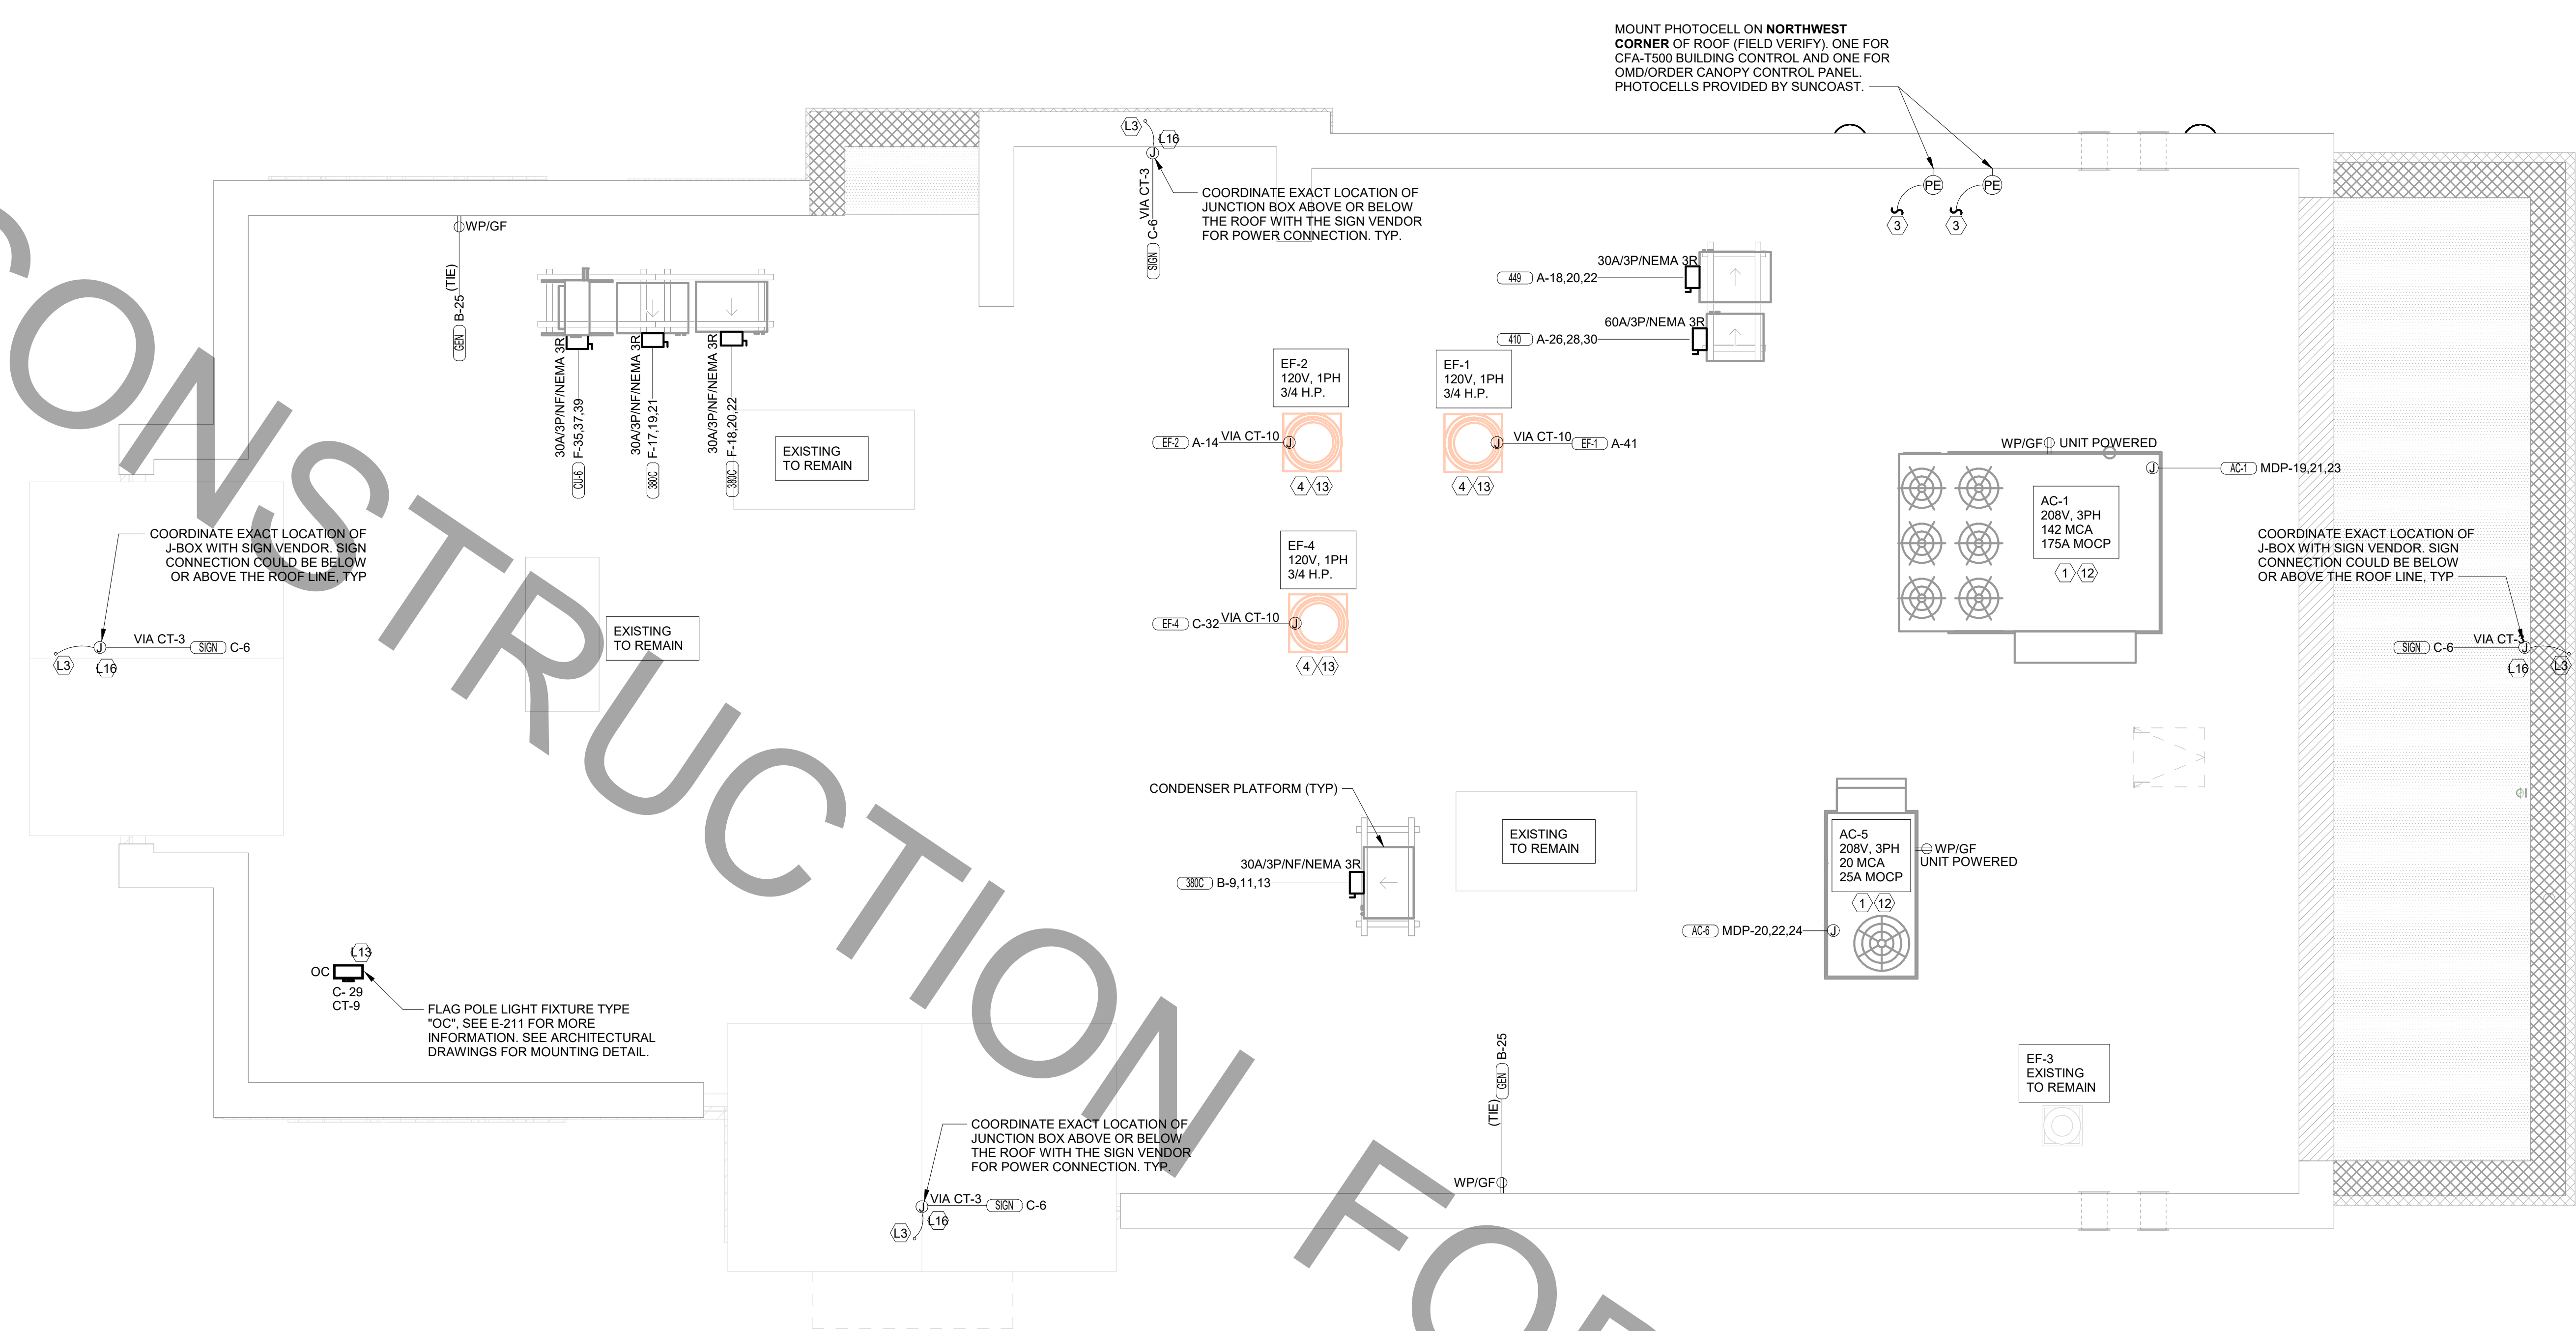 MOUNT PHOTOCELL ON NORTHWEST
CORNER OF ROOF (FIELD VERIFY). ONE FOR
CFA-T500 BUILDING CONTROL AND ONE FOR
OMD/ORDER CANOPY CONTROL PANEL.
PHOTOCELLS PROVIDED BY SUNCOAST.
PE
PE
3
3
L3
L16
J
VIA CT-3
SIGN C-6
COORDINATE EXACT LOCATION OF
JUNCTION BOX ABOVE OR BELOW
THE ROOF WITH THE SIGN VENDOR
FOR POWER CONNECTION. TYP.
WP/GF
(TIE)
GEN B-25
30A/3P/NF/NEMA 3R
CU-6 F-35,37,39
30A/3P/NF/NEMA 3R
380C F-17,19,21
30A/3P/NF/NEMA 3R
380C F-18,20,22
EXISTING
TO REMAIN
30A/3P/NEMA 3R
449 A-18,20,22
60A/3P/NEMA 3R
410 A-26,28,30
EF-2
120V, 1PH
3/4 H.P.
EF-2 A-14 VIA CT-10 J
4 13
EF-1
120V, 1PH
3/4 H.P.
J VIA CT-10 EF-1 A-41
4 13
EF-4
120V, 1PH
3/4 H.P.
EF-4 C-32 VIA CT-10 J
4 13
WP/GF UNIT POWERED
J AC-1 MDP-19,21,23
AC-1
208V, 3PH
142 MCA
175A MOCP
1 12
COORDINATE EXACT LOCATION OF
J-BOX WITH SIGN VENDOR. SIGN
CONNECTION COULD BE BELOW
OR ABOVE THE ROOF LINE, TYP
SIGN C-6 VIA CT-3 J
L16 L3
COORDINATE EXACT LOCATION OF
J-BOX WITH SIGN VENDOR. SIGN
CONNECTION COULD BE BELOW
OR ABOVE THE ROOF LINE, TYP
J VIA CT-3 SIGN C-6
L3 L16
EXISTING
TO REMAIN
CONDENSER PLATFORM (TYP)
30A/3P/NF/NEMA 3R
380C B-9,11,13
EXISTING
TO REMAIN
AC-5
208V, 3PH
20 MCA
25A MOCP
1 12
WP/GF
UNIT POWERED
AC-6 MDP-20,22,24 J
L13
OC
C- 29
CT-9
FLAG POLE LIGHT FIXTURE TYPE
"OC", SEE E-211 FOR MORE
INFORMATION. SEE ARCHITECTURAL
DRAWINGS FOR MOUNTING DETAIL.
GEN B-25
(TIE)
WP/GF
EF-3
EXISTING
TO REMAIN
COORDINATE EXACT LOCATION OF
JUNCTION BOX ABOVE OR BELOW
THE ROOF WITH THE SIGN VENDOR
FOR POWER CONNECTION. TYP.
J VIA CT-3 SIGN C-6
L3 L16
CONSTRUCTION FOR